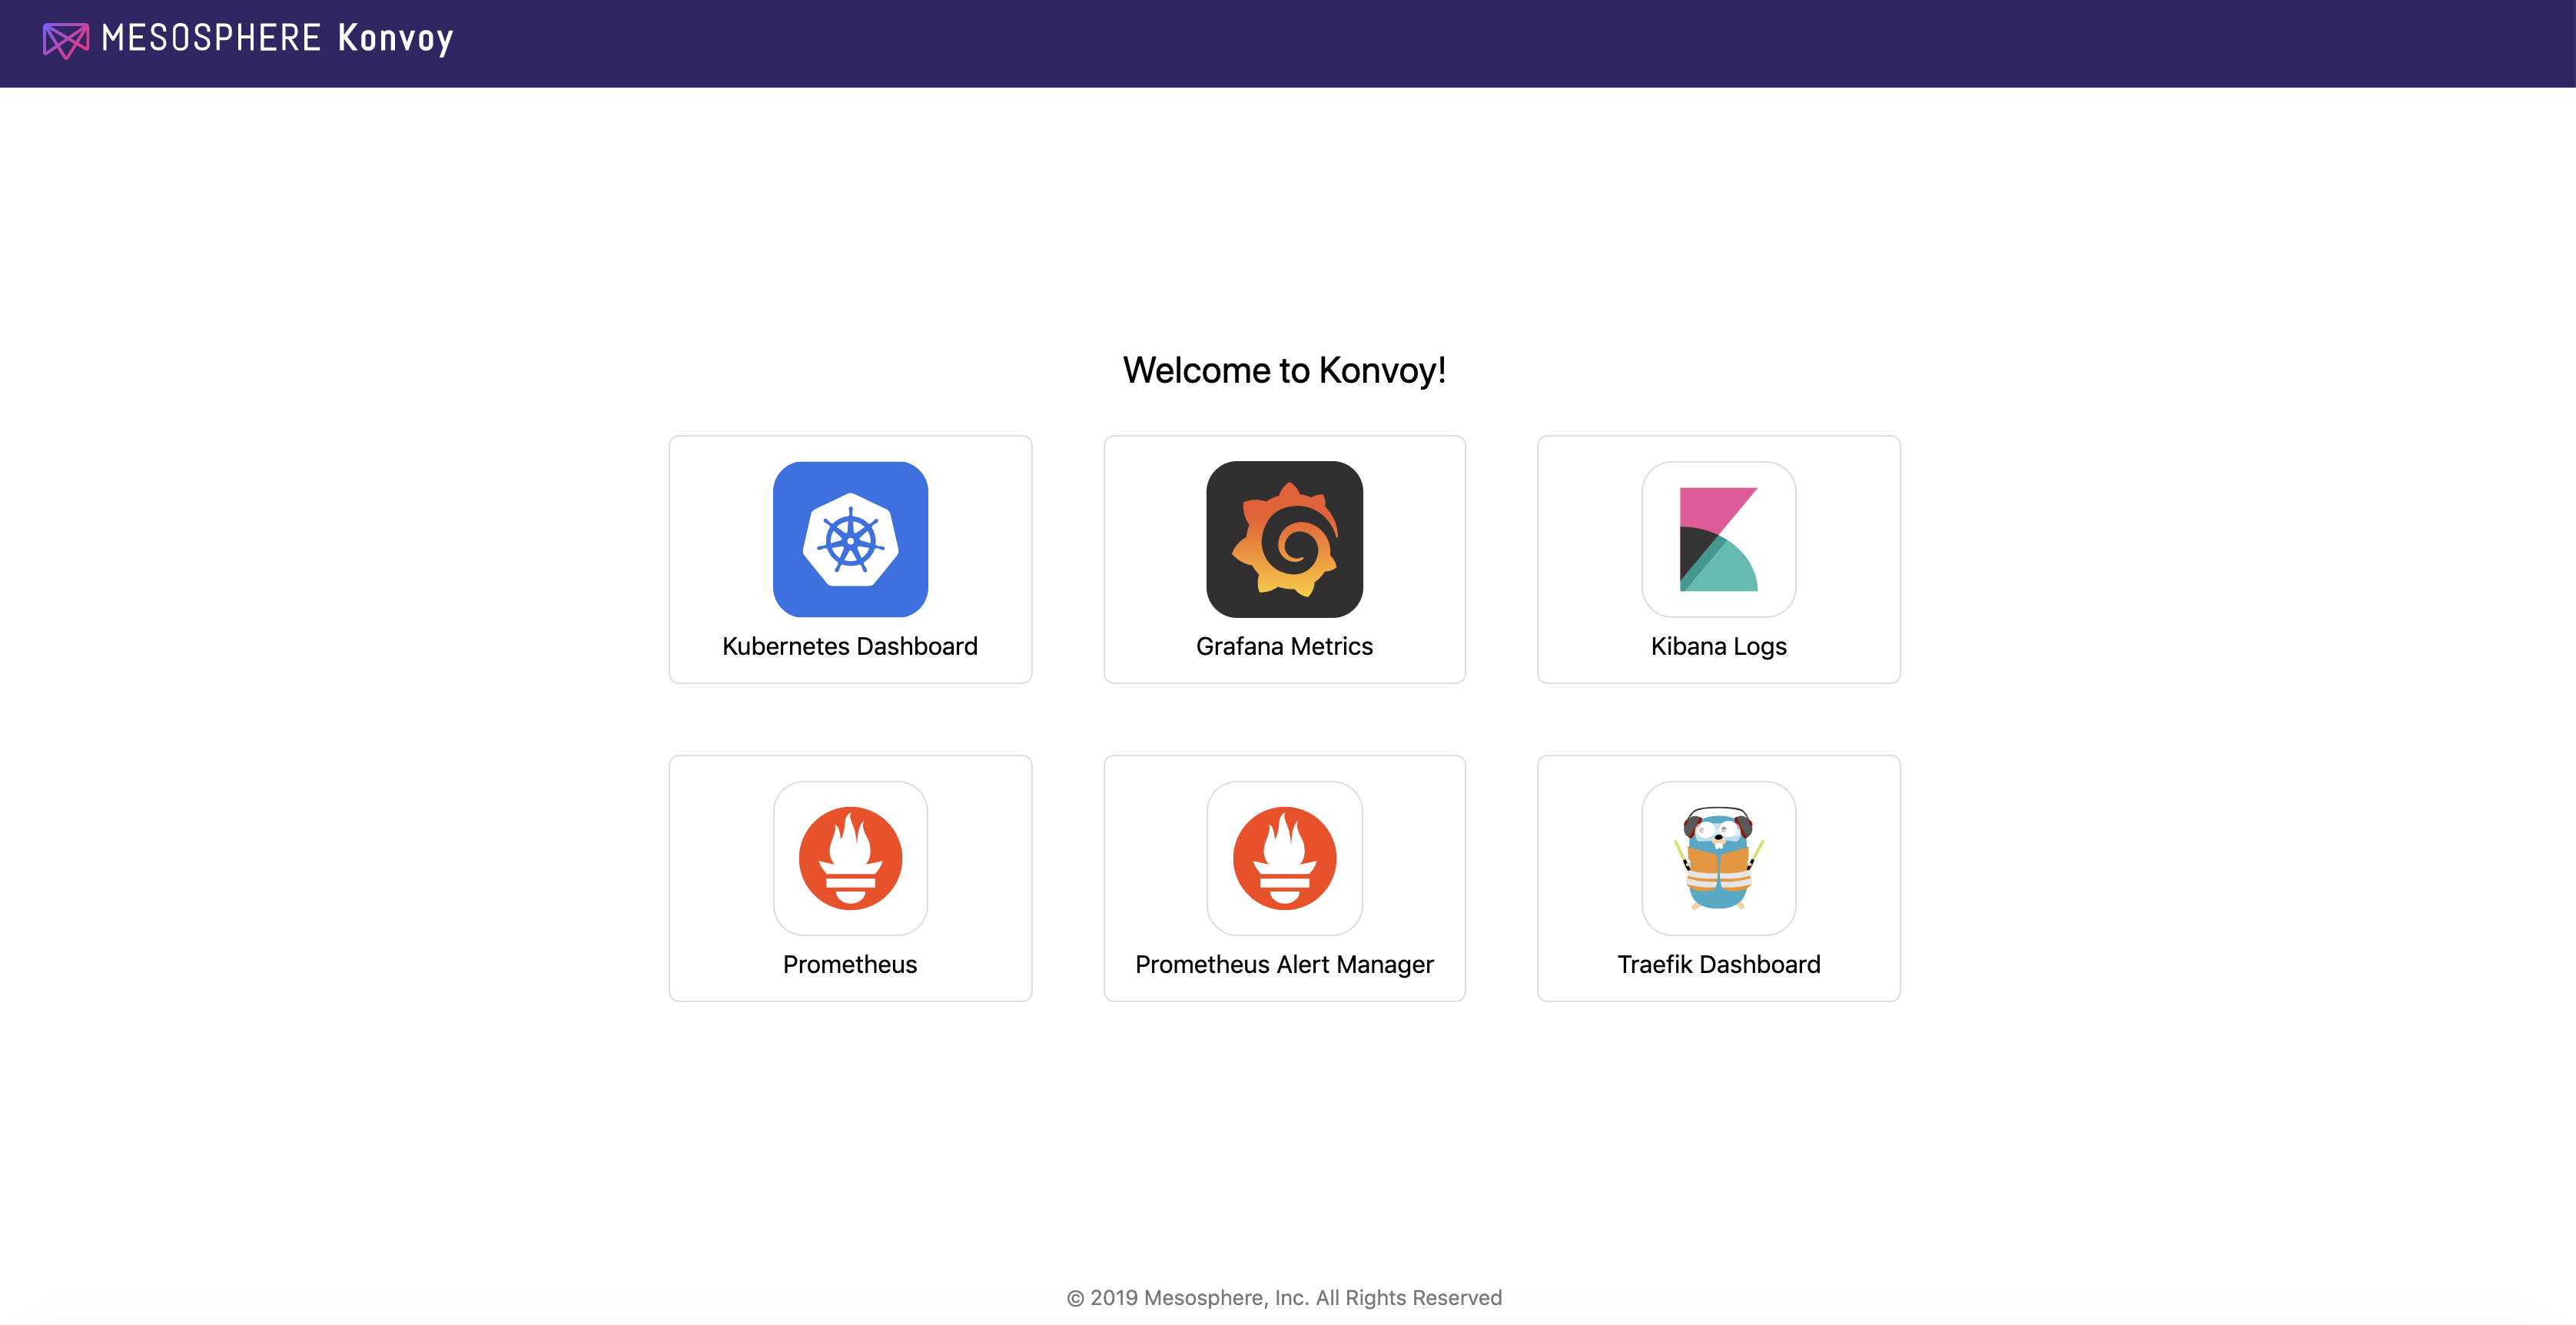 MESOSPHERE Konvoy
Welcome to Konvoy!
Kubernetes Dashboard
Grafana Metrics
Kibana Logs
Prometheus
Prometheus Alert Manager
Traefik Dashboard
© 2019 Mesosphere, Inc. All Rights Reserved